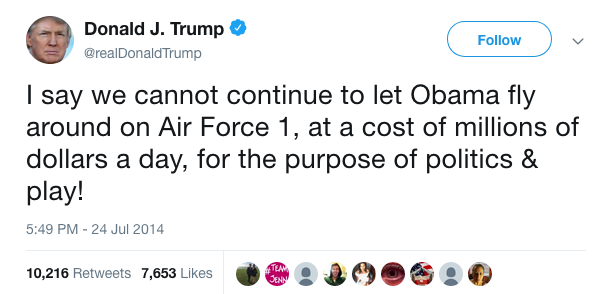 Donald J. Trump
@realDonaldTrump
Follow
I say we cannot continue to let Obama fly
around on Air Force 1, at a cost of millions of
dollars a day, for the purpose of politics &
play!
5:49 PM - 24 Jul 2014
10,216 Retweets 7,653 Likes
#TEAM
JENN